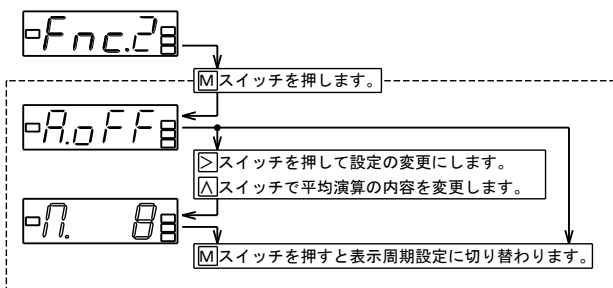 Fnc.2
Mスイッチを押します。
A.oFF
>スイッチを押して設定の変更にします。
∧スイッチで平均演算の内容を変更します。
П. 8
Mスイッチを押すと表示周期設定に切り替わります。